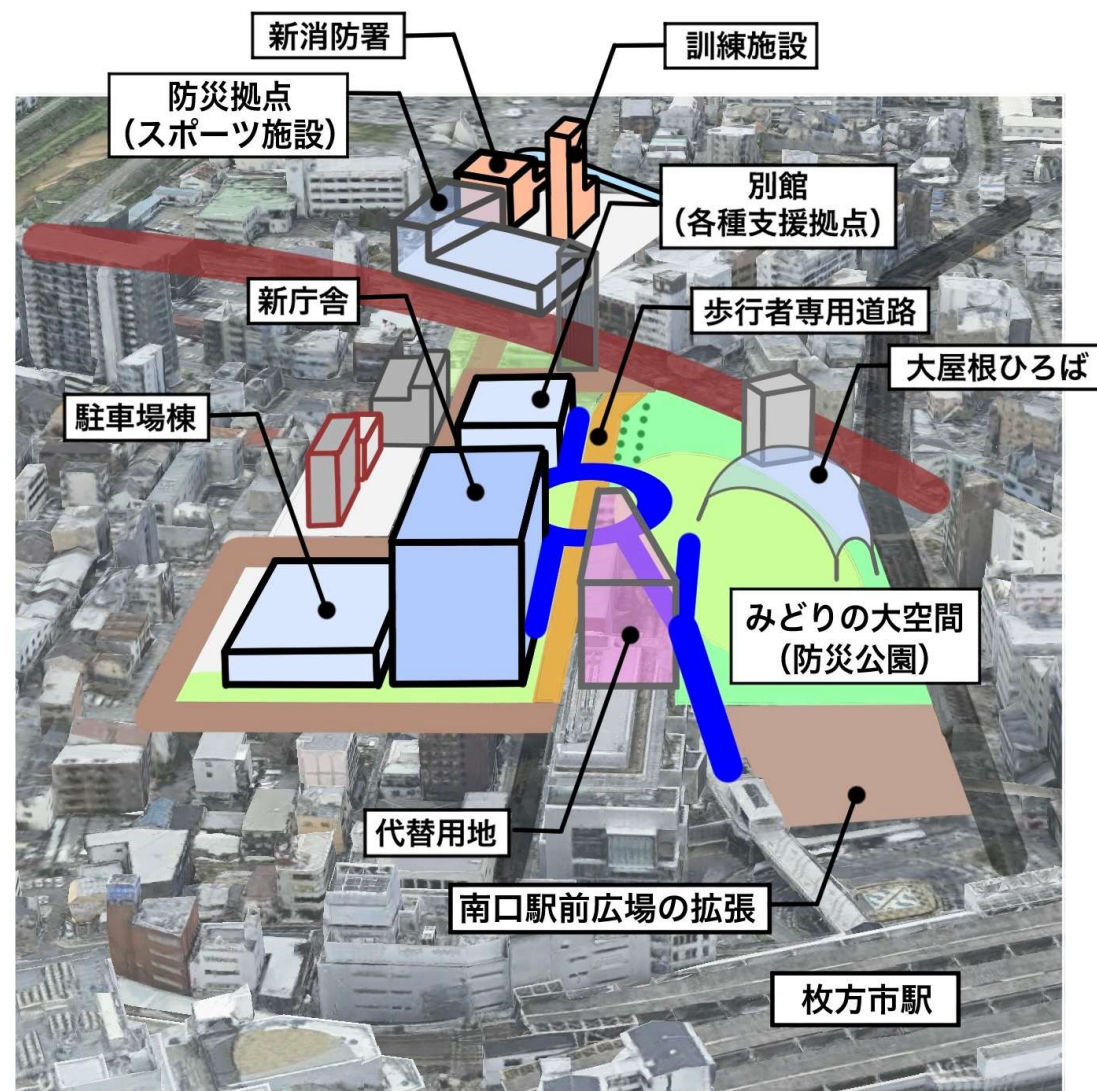 新消防署
訓練施設
防災拠点
（スポーツ施設）
別館
（各種支援拠点）
新庁舎
歩行者専用道路
大屋根ひろば
駐車場棟
みどりの大空間
（防災公園）
代替用地
南口駅前広場の拡張
枚方市駅